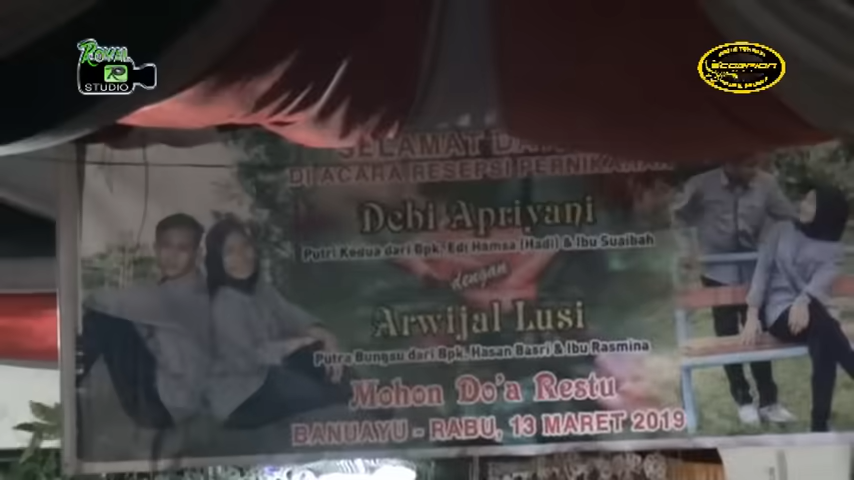 ROYAL
R
STUDIO
SCORPION
SELAMAT
DI ACARA RESEPSI PERNIKAHAN
Debi Apriyani
Putri Kedua dari Bpk. Edi Hamsa (Hadi) & Ibu Suaibah
dengan
Arwijal Lusi
Putra Bungsu dari Bpk. Hasan Basri & Ibu Rasmina
Mohon Do'a Restu
BANUAYU - RABU, 13 MARET 2019